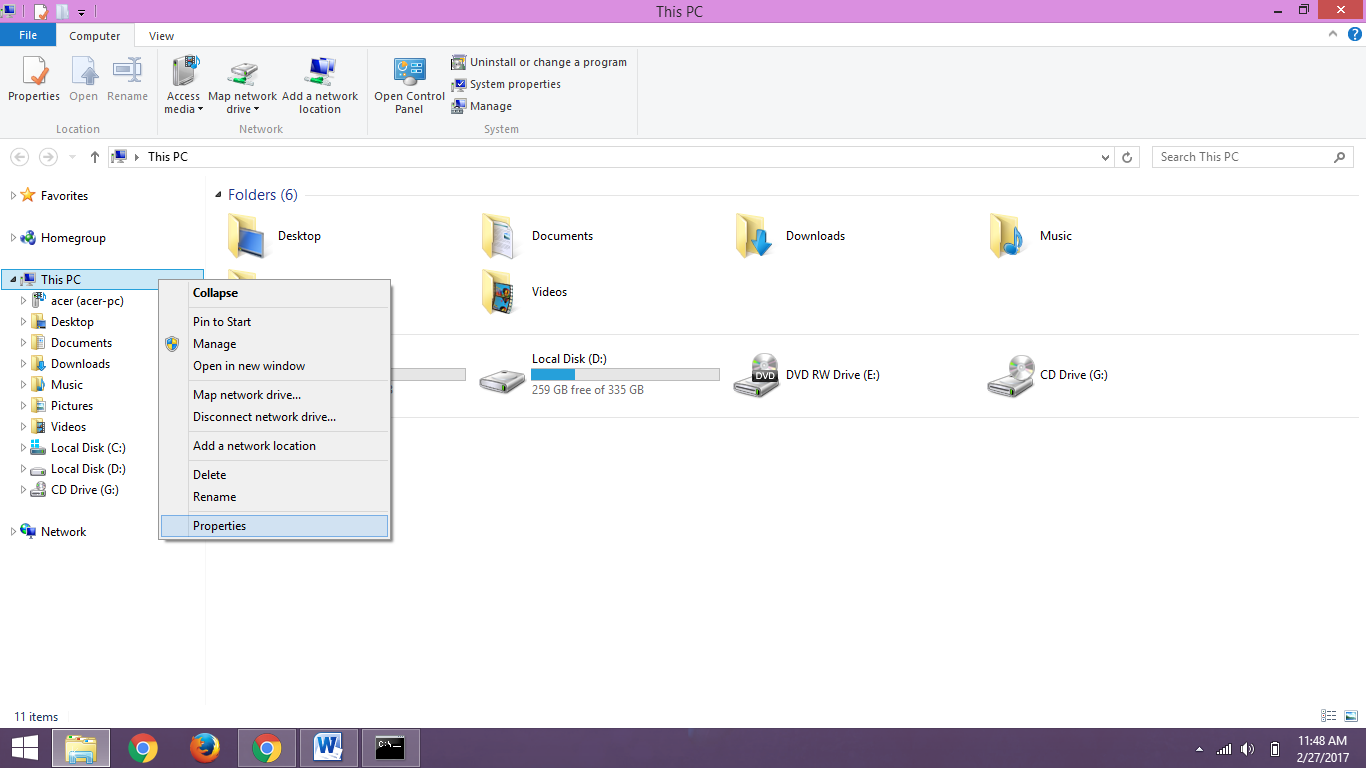 This PC
File
Computer
View
Properties
Open
Rename
Access media
Map network drive
Add a network location
Open Control Panel
Uninstall or change a program
System properties
Manage
Location
Network
System
This PC
Search This PC
Favorites
Homegroup
This PC
acer (acer-pc)
Desktop
Documents
Downloads
Music
Pictures
Videos
Local Disk (C:)
Local Disk (D:)
CD Drive (G:)
Network
Folders (6)
Desktop
Documents
Downloads
Music
Videos
Collapse
Pin to Start
Manage
Open in new window
Map network drive...
Disconnect network drive...
Add a network location
Delete
Rename
Properties
Local Disk (D:)
259 GB free of 335 GB
DVD
DVD RW Drive (E:)
CD Drive (G:)
11 items
C:\_
11:48 AM
2/27/2017